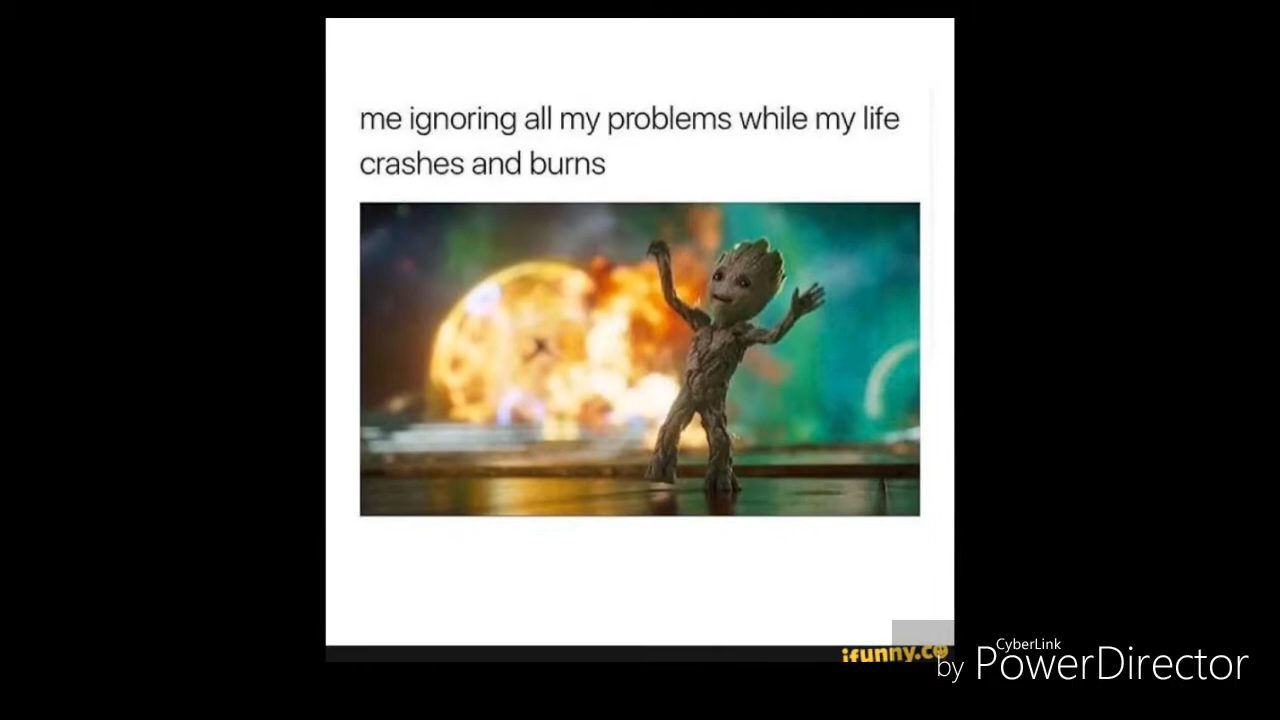 me ignoring all my problems while my life
crashes and burns
ifunny.co
CyberLink
by PowerDirector